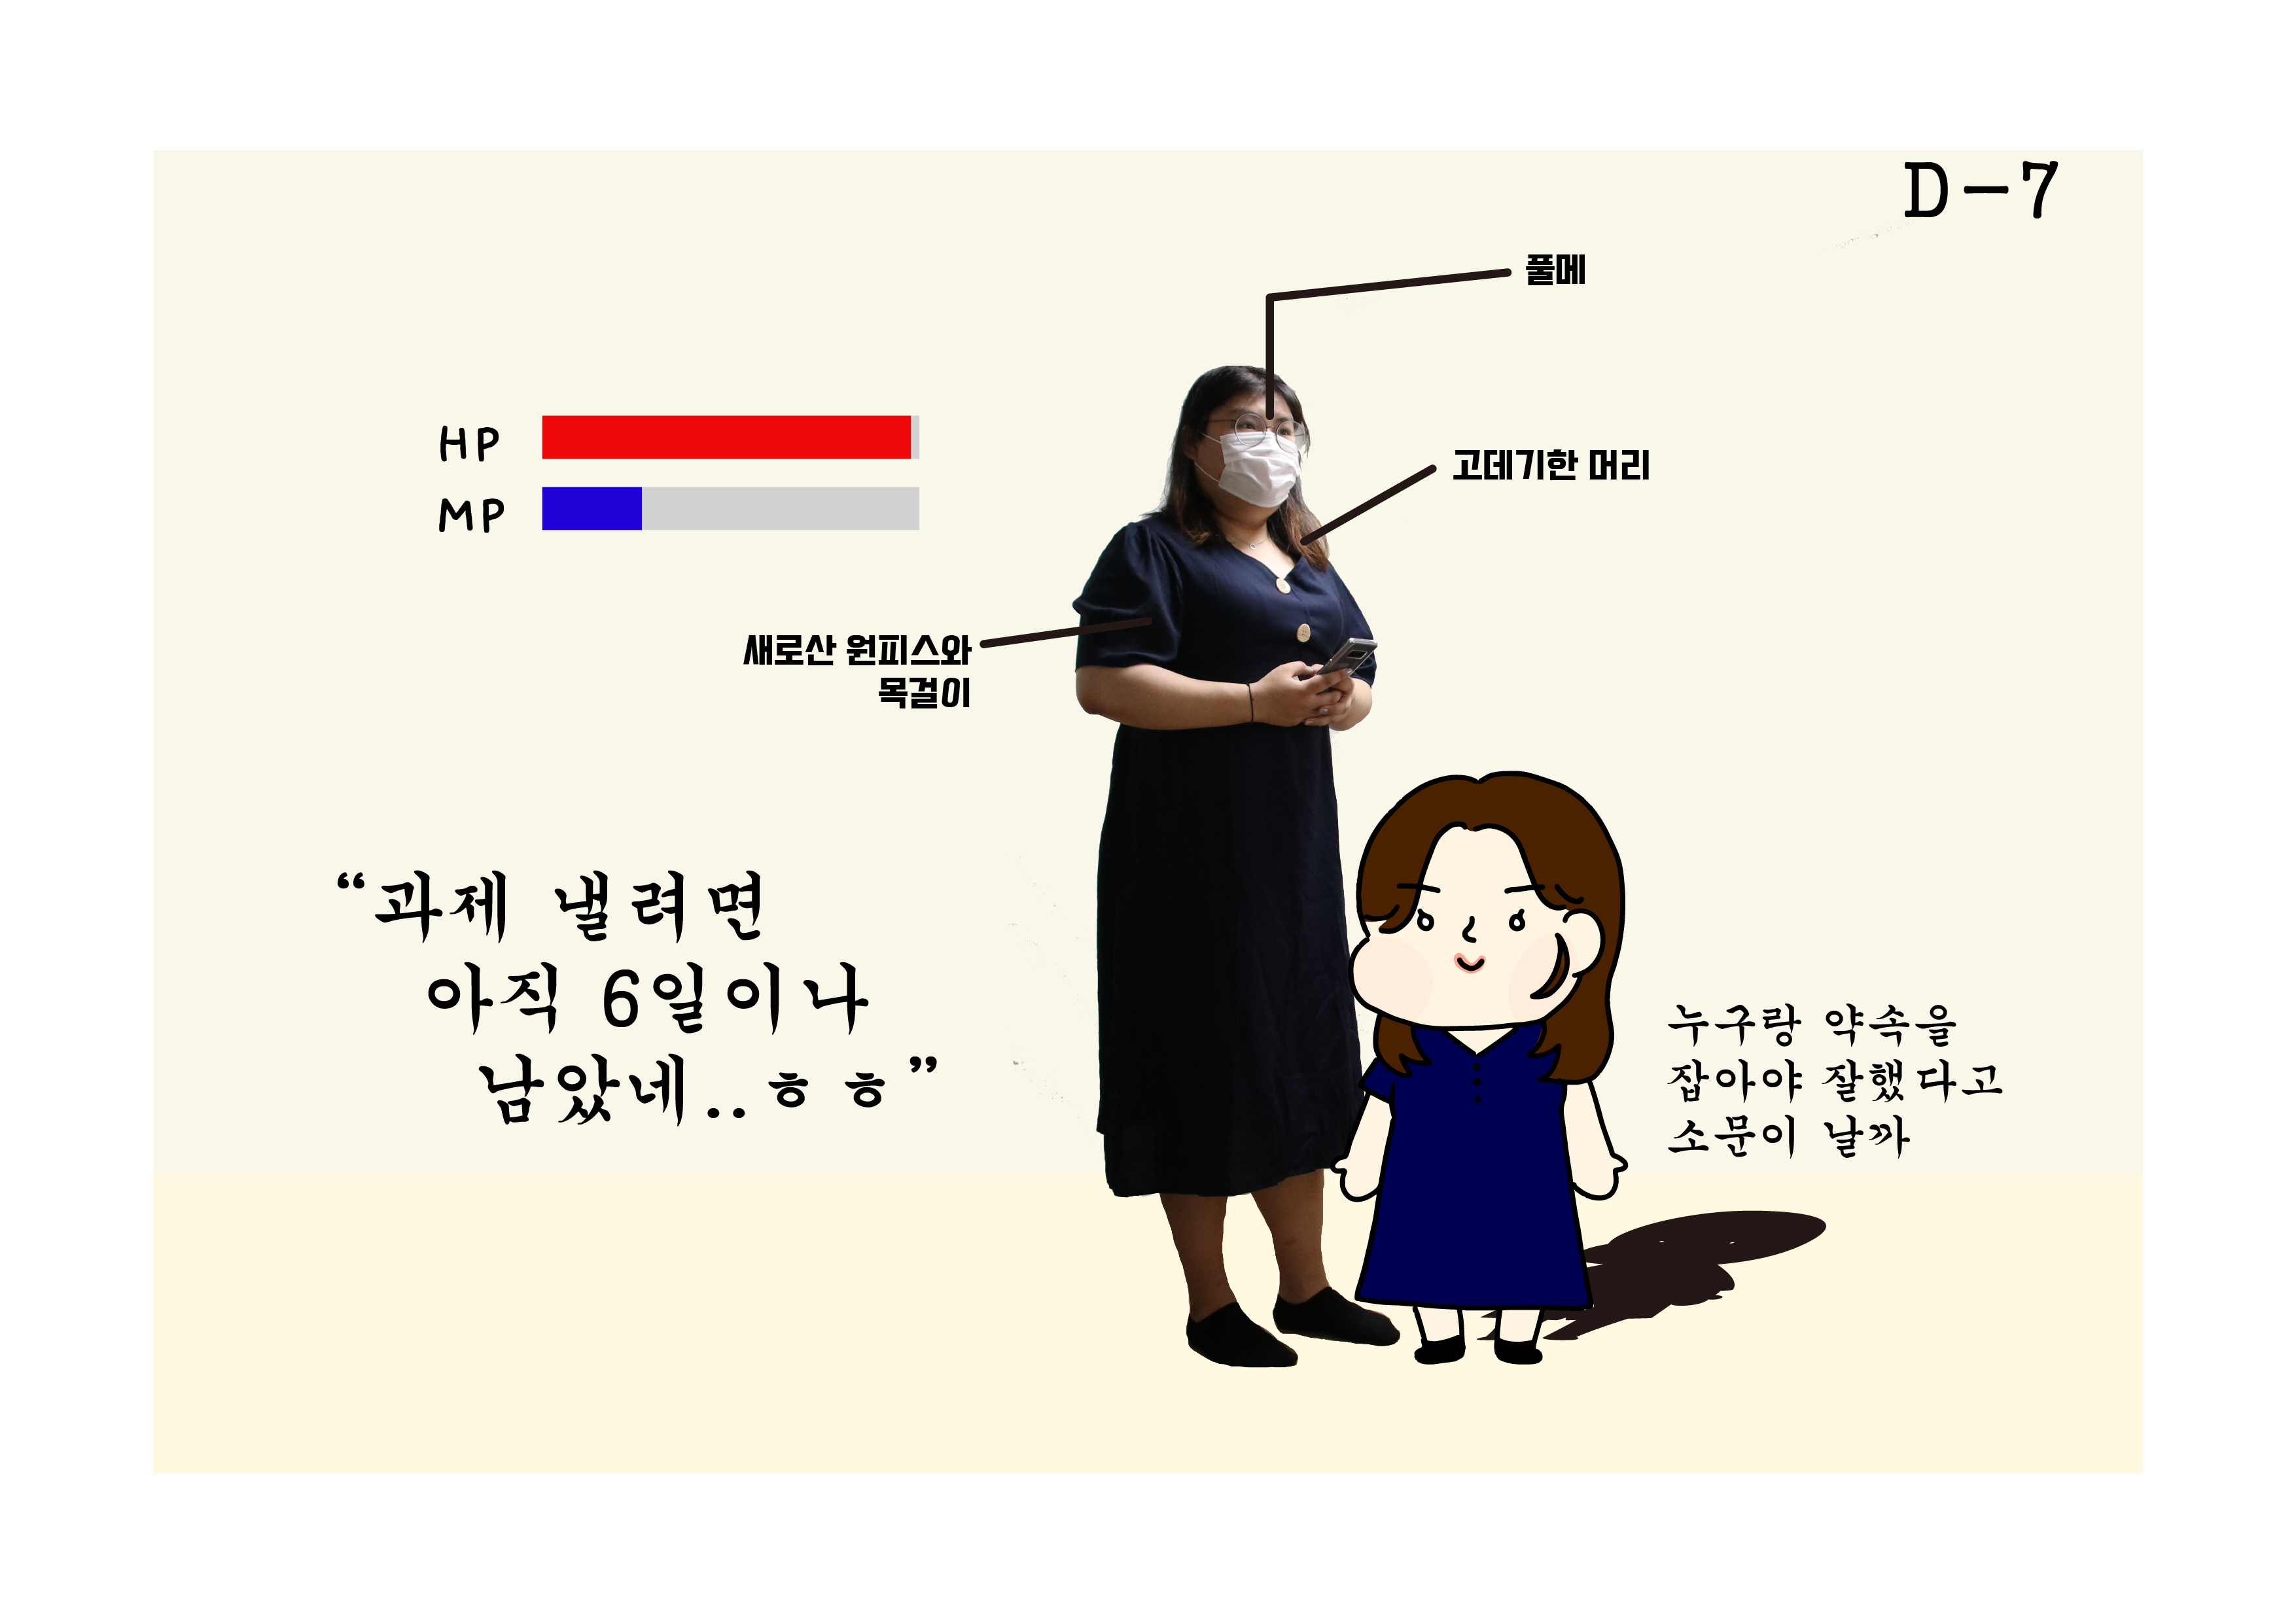 D-7
풀메
HP
고데기한 머리
MP
새로산 원피스와
목걸이
“과제 낼려면
아직 6일이나
남았네..ㅎㅎ”
누구랑 약속을
잡아야 잘했다고
소문이 날까